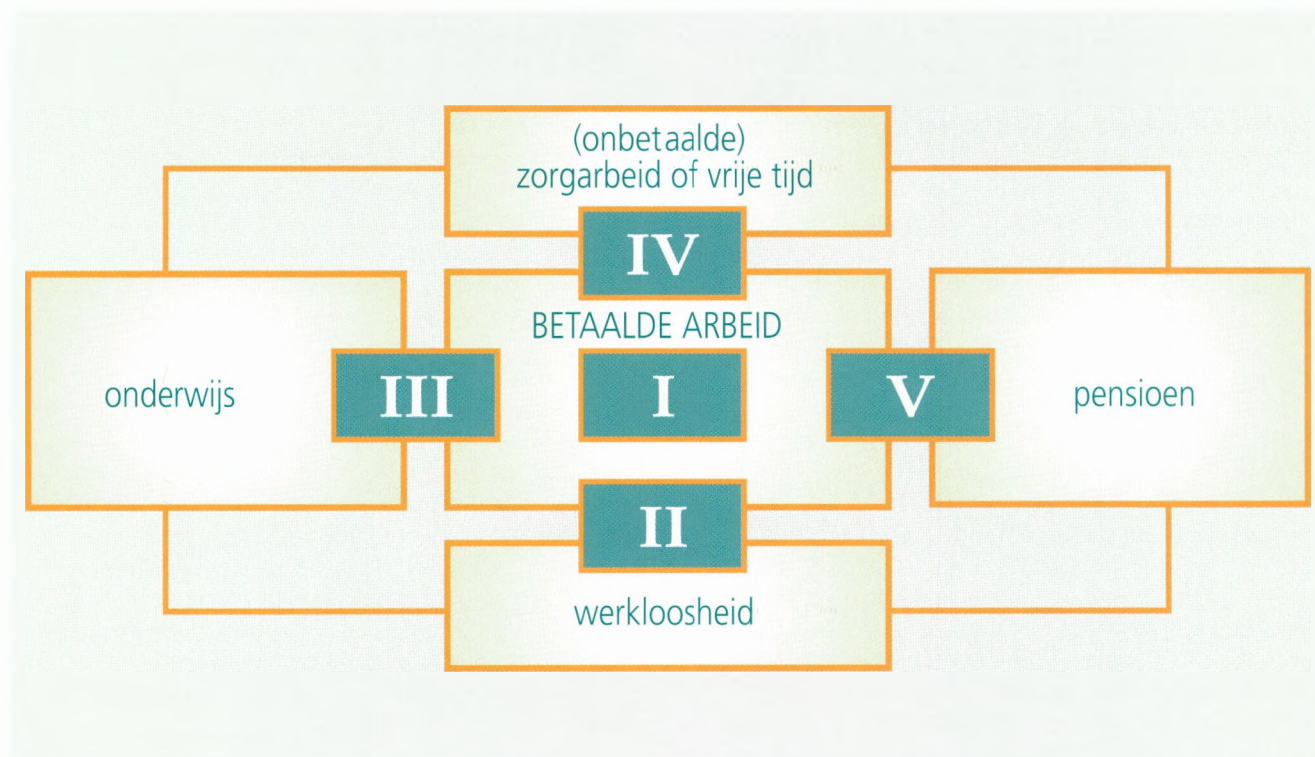 (onbetaalde)
zorgarbeid of vrije tijd
IV
BETAALDE ARBEID
onderwijs
III
I
V
pensioen
II
werkloosheid